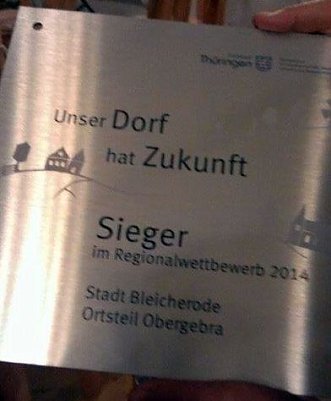 Thüringen
Unser Dorf
hat Zukunft
Sieger
im Regionalwettbewerb 2014
Stadt Bleicherode
Ortsteil Obergebra